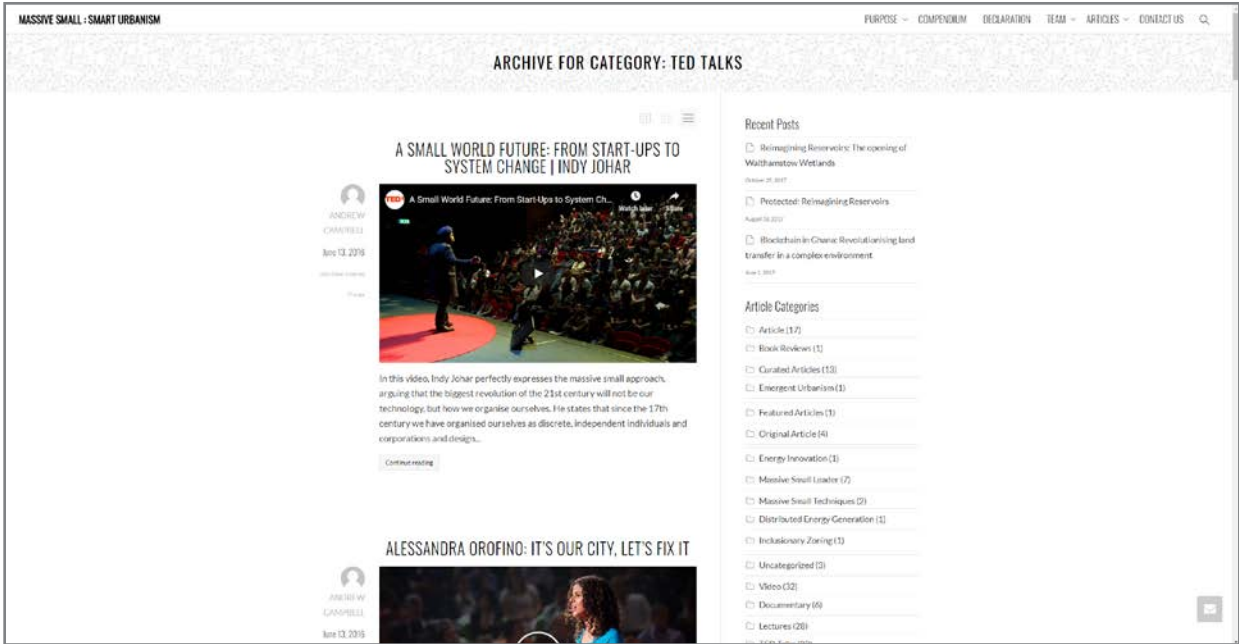 MASSIVE SMALL : SMART URBANISM
PURPOSE COMPENDIUM DECLARATION TEAM ARTICLES CONTACT US
ARCHIVE FOR CATEGORY: TED TALKS
A SMALL WORLD FUTURE: FROM START-UPS TO
SYSTEM CHANGE | INDY JOHAR
ANDREW
CAMPBELL
June 13, 2016
TEDx A Small World Future: From Start-Ups to System Ch...
Watch later Share
In this video, Indy Johar perfectly expresses the massive small approach,
arguing that the biggest revolution of the 21st century will not be our
technology, but how we organise ourselves. He states that since the 17th
century we have organised ourselves as discrete, independent individuals and
corporations and design...
Continue reading
ALESSANDRA OROFINO: IT'S OUR CITY, LET'S FIX IT
ANDREW
CAMPBELL
June 13, 2016
Recent Posts
Reimagining Reservoirs: The opening of
Walthamstow Wetlands
Protected: Reimagining Reservoirs
Blockchain in Ghana: Revolutionising land
transfer in a complex environment
Article Categories
Article (17)
Book Reviews (1)
Curated Articles (13)
Emergent Urbanism (1)
Featured Articles (1)
Original Article (4)
Energy Innovation (1)
Massive Small Leader (7)
Massive Small Techniques (2)
Distributed Energy Generation (1)
Inclusionary Zoning (1)
Uncategorized (3)
Video (32)
Documentary (6)
Lectures (28)